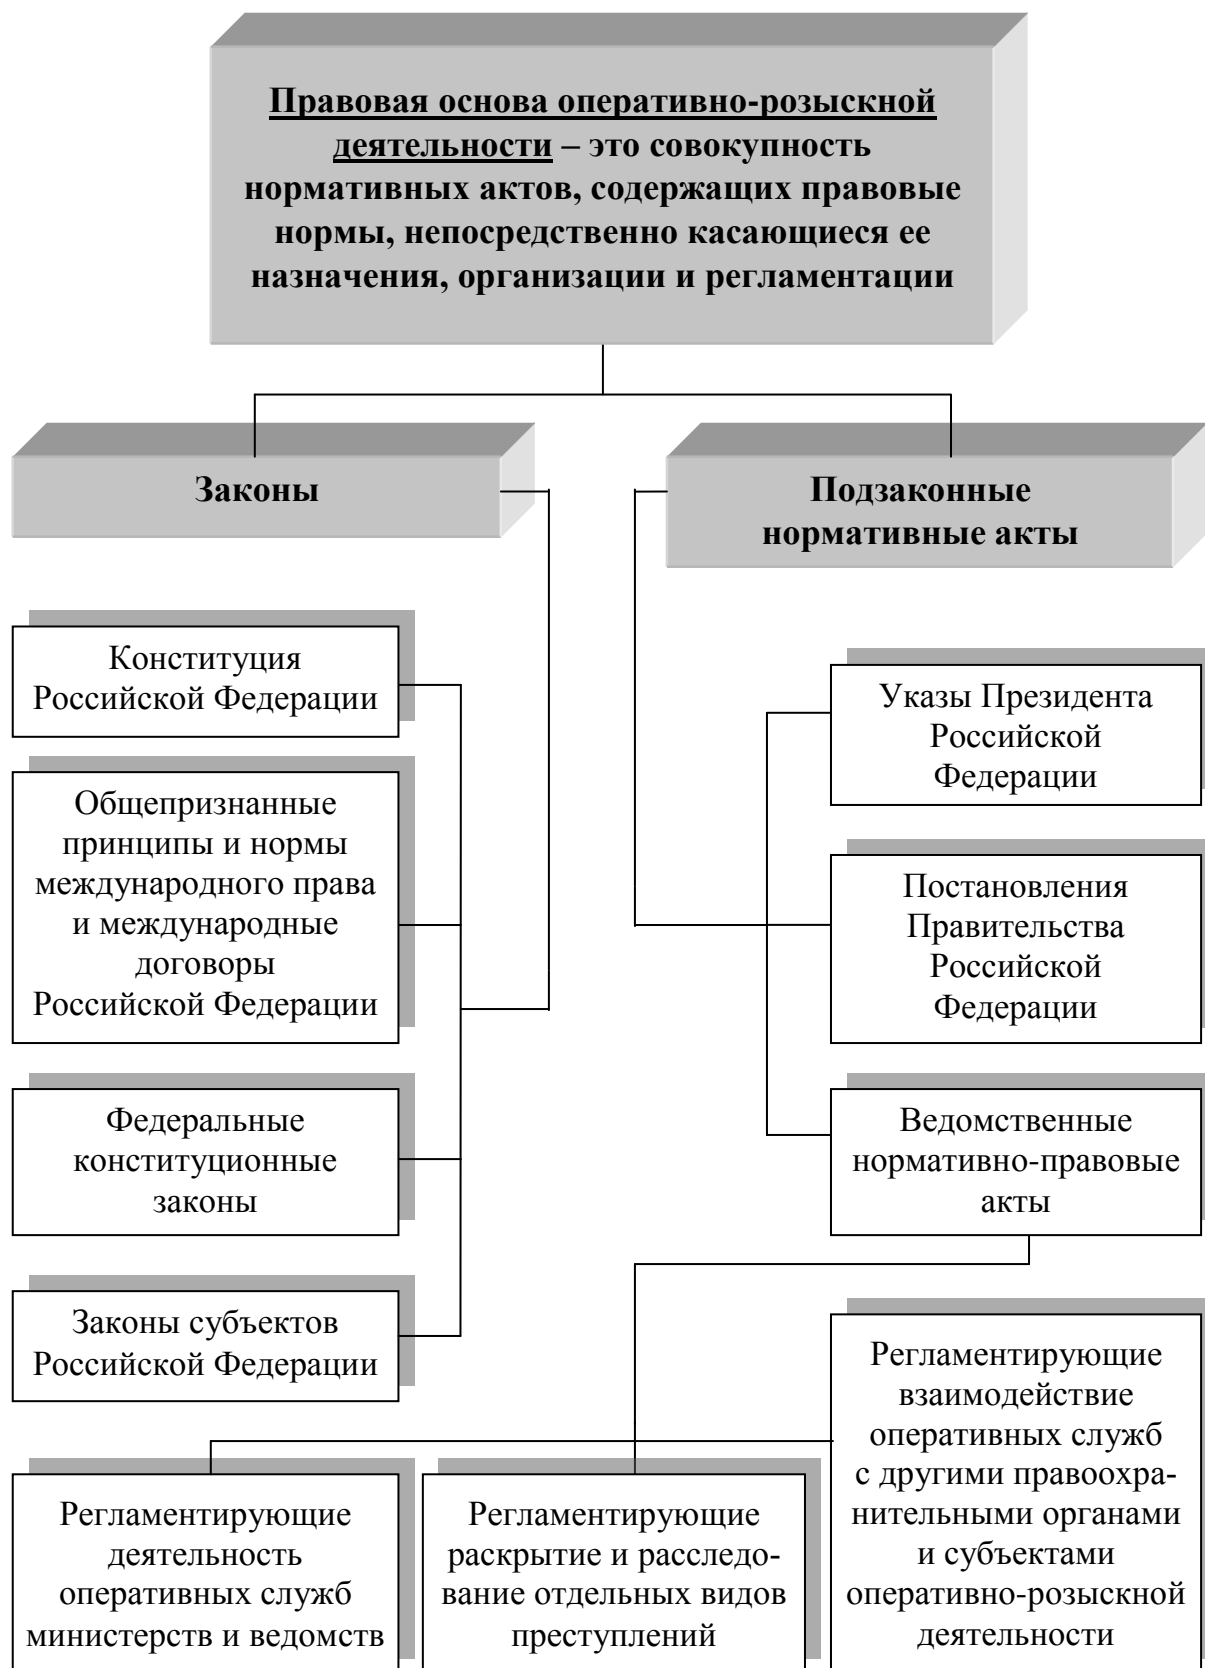 Правовая основа оперативно-розыскной
деятельности – это совокупность
нормативных актов, содержащих правовые
нормы, непосредственно касающиеся ее
назначения, организации и регламентации
Законы
Подзаконные
нормативные акты
Конституция
Российской Федерации
Общепризнанные
принципы и нормы
международного права
и международные
договоры
Российской Федерации
Федеральные
конституционные
законы
Законы субъектов
Российской Федерации
Указы Президента
Российской
Федерации
Постановления
Правительства
Российской
Федерации
Ведомственные
нормативно-правовые
акты
Регламентирующие
деятельность
оперативных служб
министерств и ведомств
Регламентирующие
раскрытие и расследо-
вание отдельных видов
преступлений
Регламентирующие
взаимодействие
оперативных служб
с другими правоохра-
нительными органами
и субъектами
оперативно-розыскной
деятельности